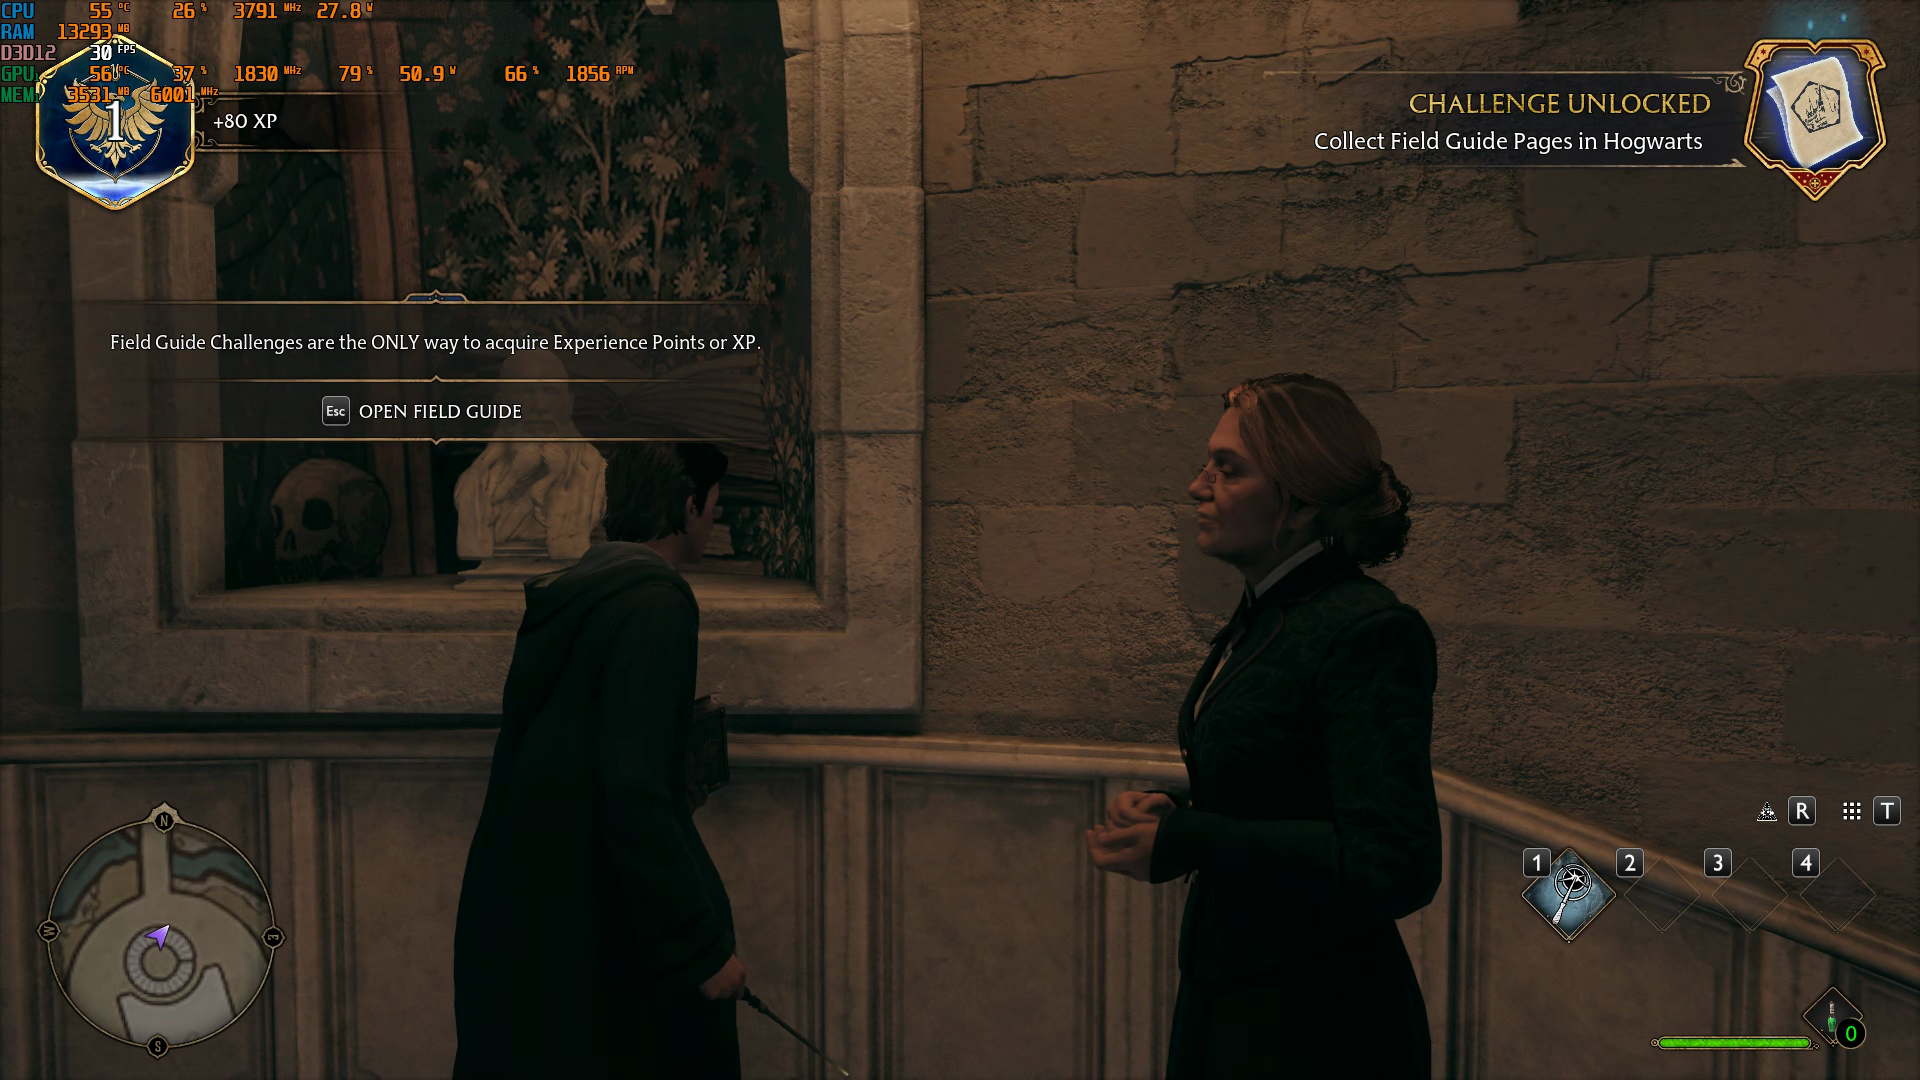 CPU 55 °C 26 % 3791 MHz 27.8 W
RAM 13293 MB
D3D12 30 FPS
GPU 56 °C 37 % 1830 MHz 79 % 50.9 W 66 % 1856 RPM
MEM 3531 MB 6001 MHz
1
+80 XP
CHALLENGE UNLOCKED
Collect Field Guide Pages in Hogwarts
Field Guide Challenges are the ONLY way to acquire Experience Points or XP.
Esc OPEN FIELD GUIDE
N
W
E
S
R T
1 2 3 4
0